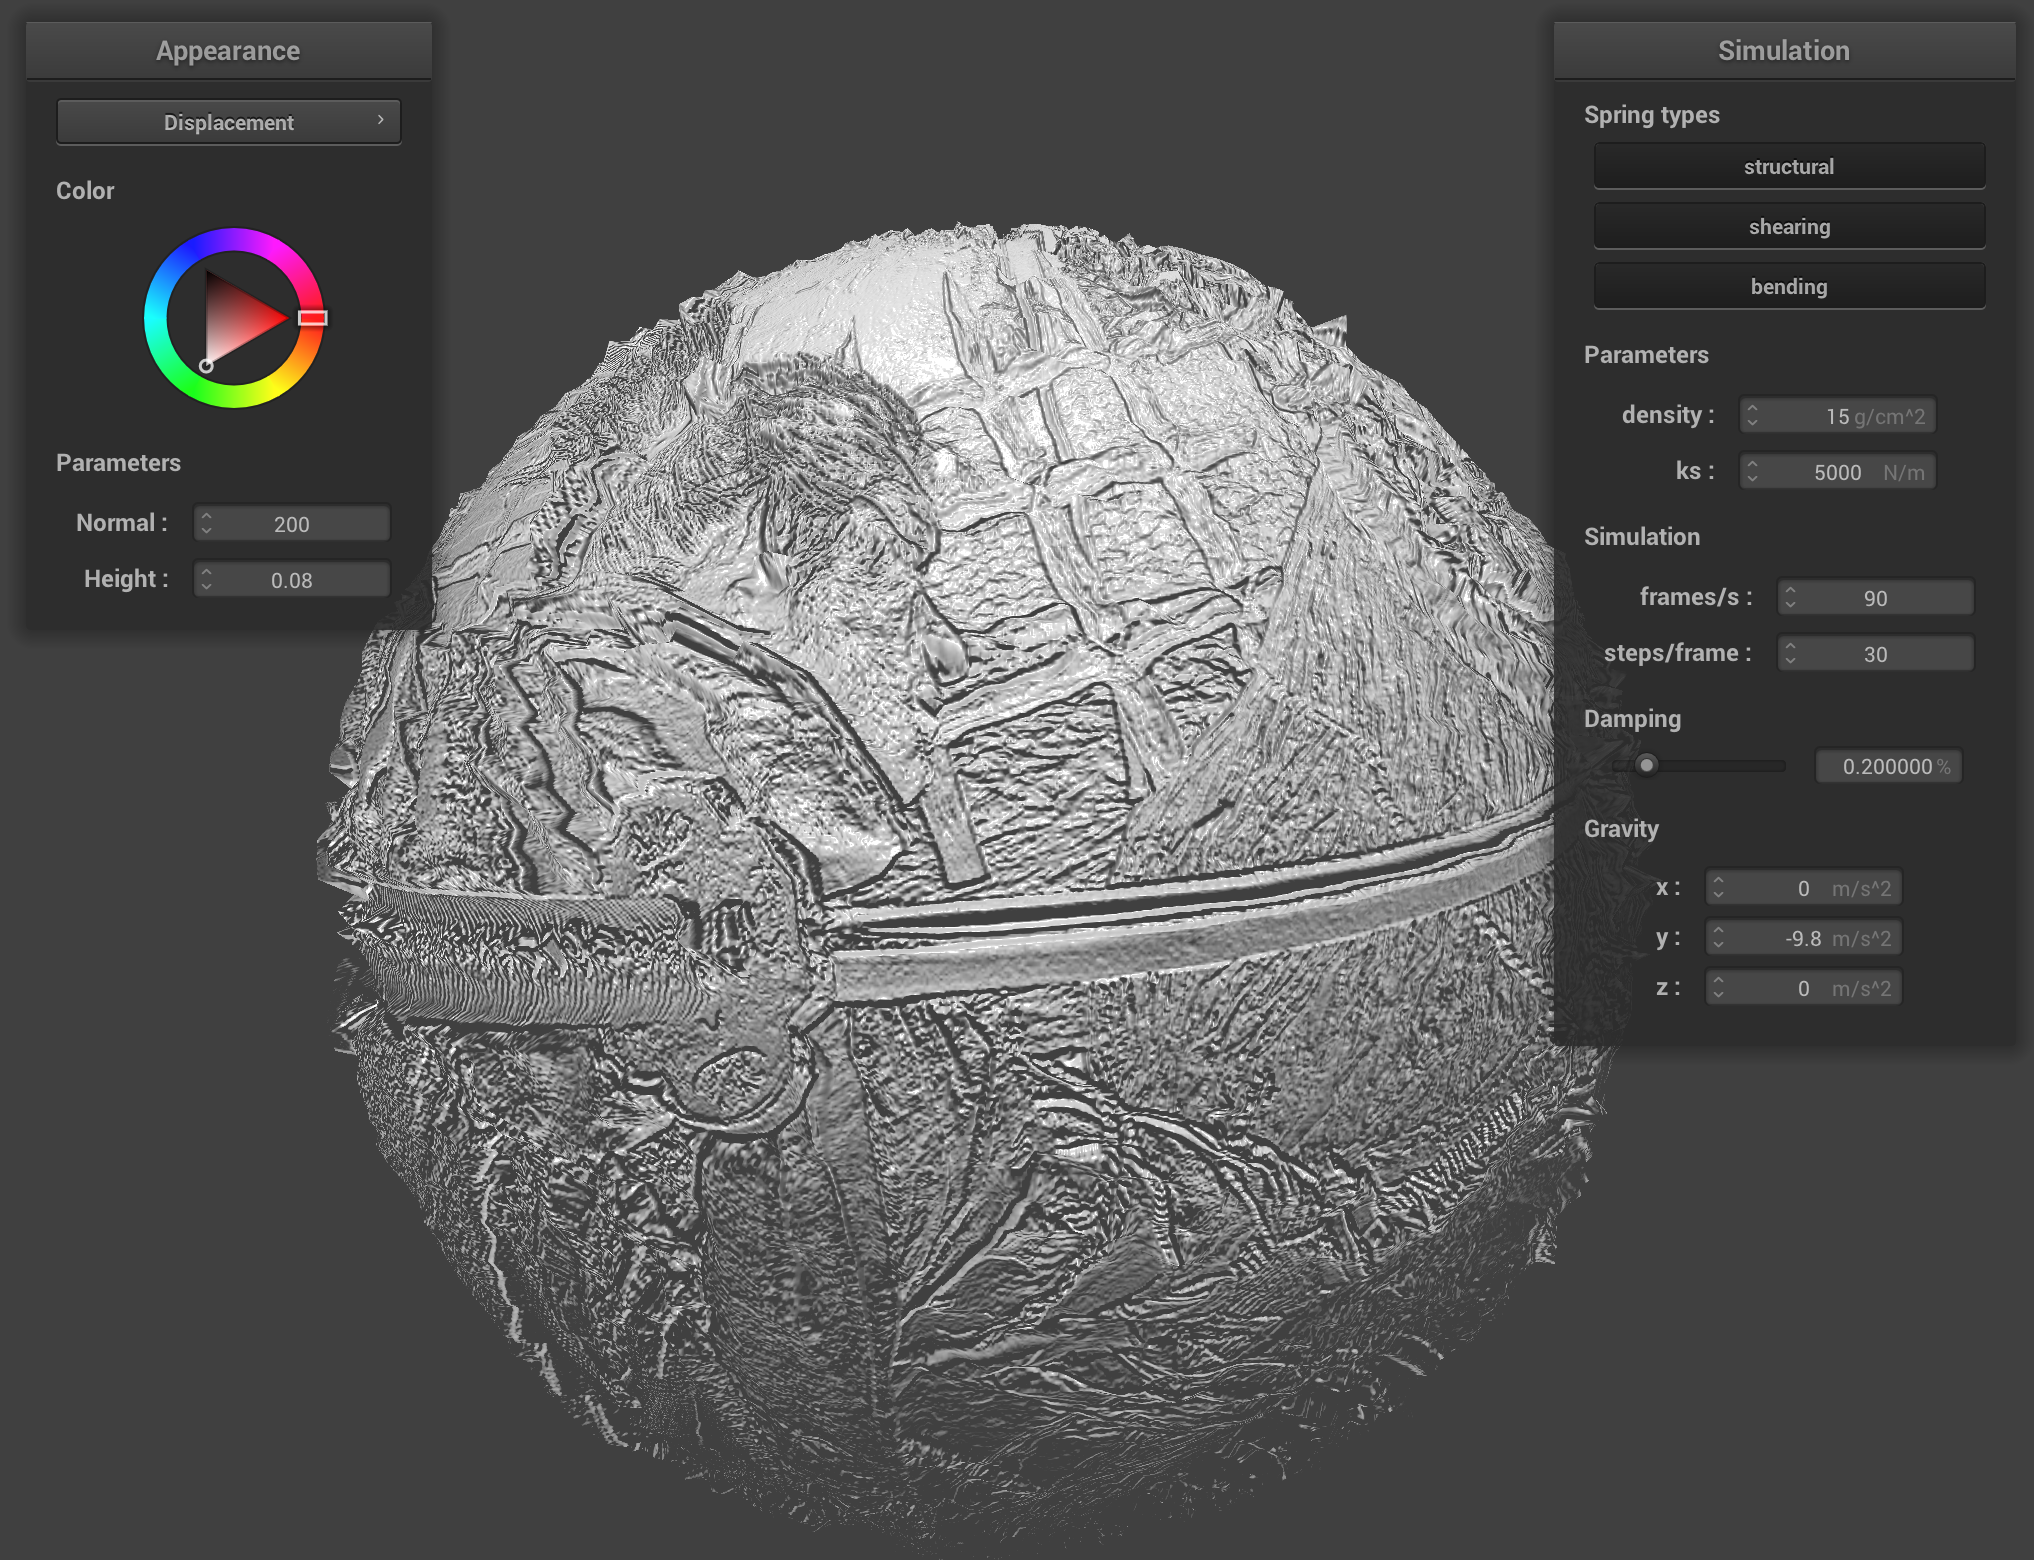 Appearance
Displacement
Color
Parameters
Normal : 200
Height : 0.08
Simulation
Spring types
structural
shearing
bending
Parameters
density : 15 g/cm^2
ks : 5000 N/m
Simulation
frames/s : 90
steps/frame : 30
Damping
0.200000 %
Gravity
x : 0 m/s^2
y : -9.8 m/s^2
z : 0 m/s^2